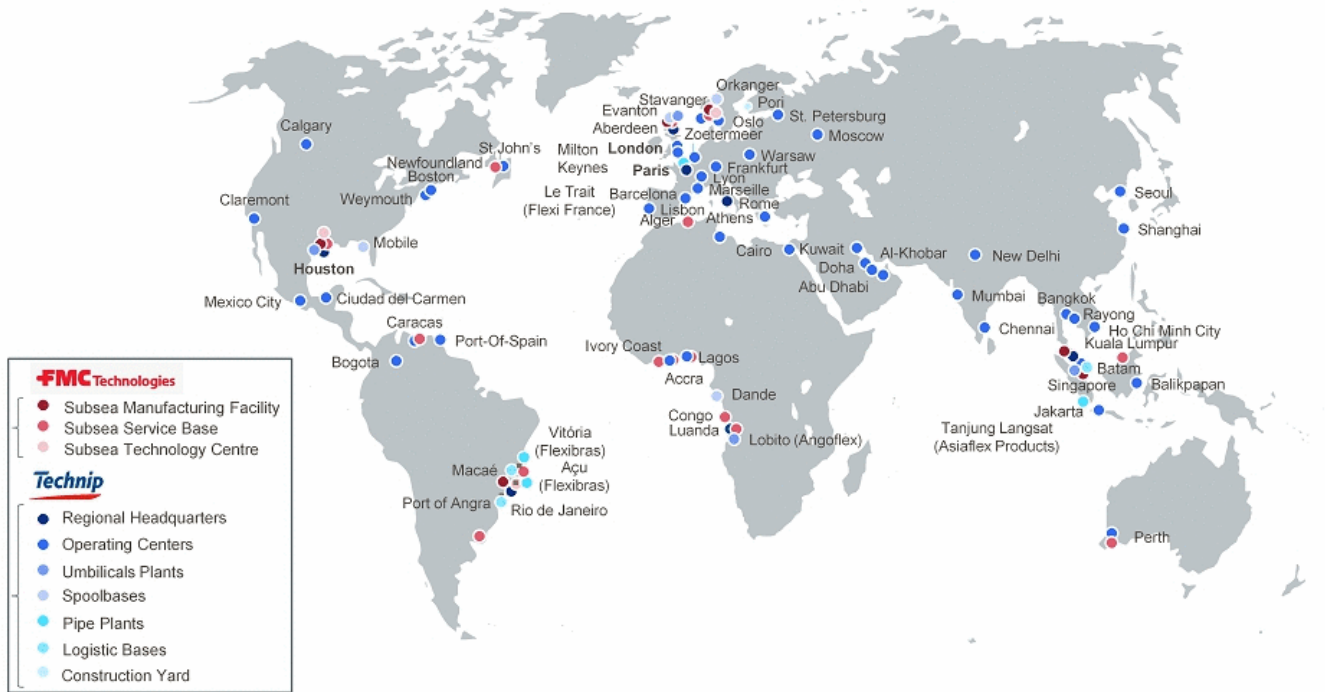 Orkanger
Stavanger
Pori
Evanton
St. Petersburg
Calgary
Aberdeen
Oslo
Zoetermeer
Moscow
St.John's
Milton
Keynes
London
Warsaw
Newfoundland
Boston
Paris
Frankfurt
Lyon
Claremont
Weymouth
Le Trait
(Flexi France)
Barcelona
Marseille
Seoul
Lisbon
Rome
Alger
Athens
Shanghai
Mobile
Cairo
Kuwait
Al-Khobar
New Delhi
Houston
Doha
Abu Dhabi
Mexico City
Ciudad del Carmen
Mumbai
Bangkok
Rayong
Caracas
Chennai
Ho Chi Minh City
Port-Of-Spain
Ivory Coast
Lagos
Kuala Lumpur
Bogota
Accra
Batam
Singapore
Balikpapan
Dande
Congo
Jakarta
Luanda
Lobito (Angoflex)
Tanjung Langsat
(Asiaflex Products)
Vitória
(Flexibras)
Macaé
Açu
(Flexibras)
Port of Angra
Rio de Janeiro
Perth
FMC Technologies
Subsea Manufacturing Facility
Subsea Service Base
Subsea Technology Centre
Technip
Regional Headquarters
Operating Centers
Umbilicals Plants
Spoolbases
Pipe Plants
Logistic Bases
Construction Yard